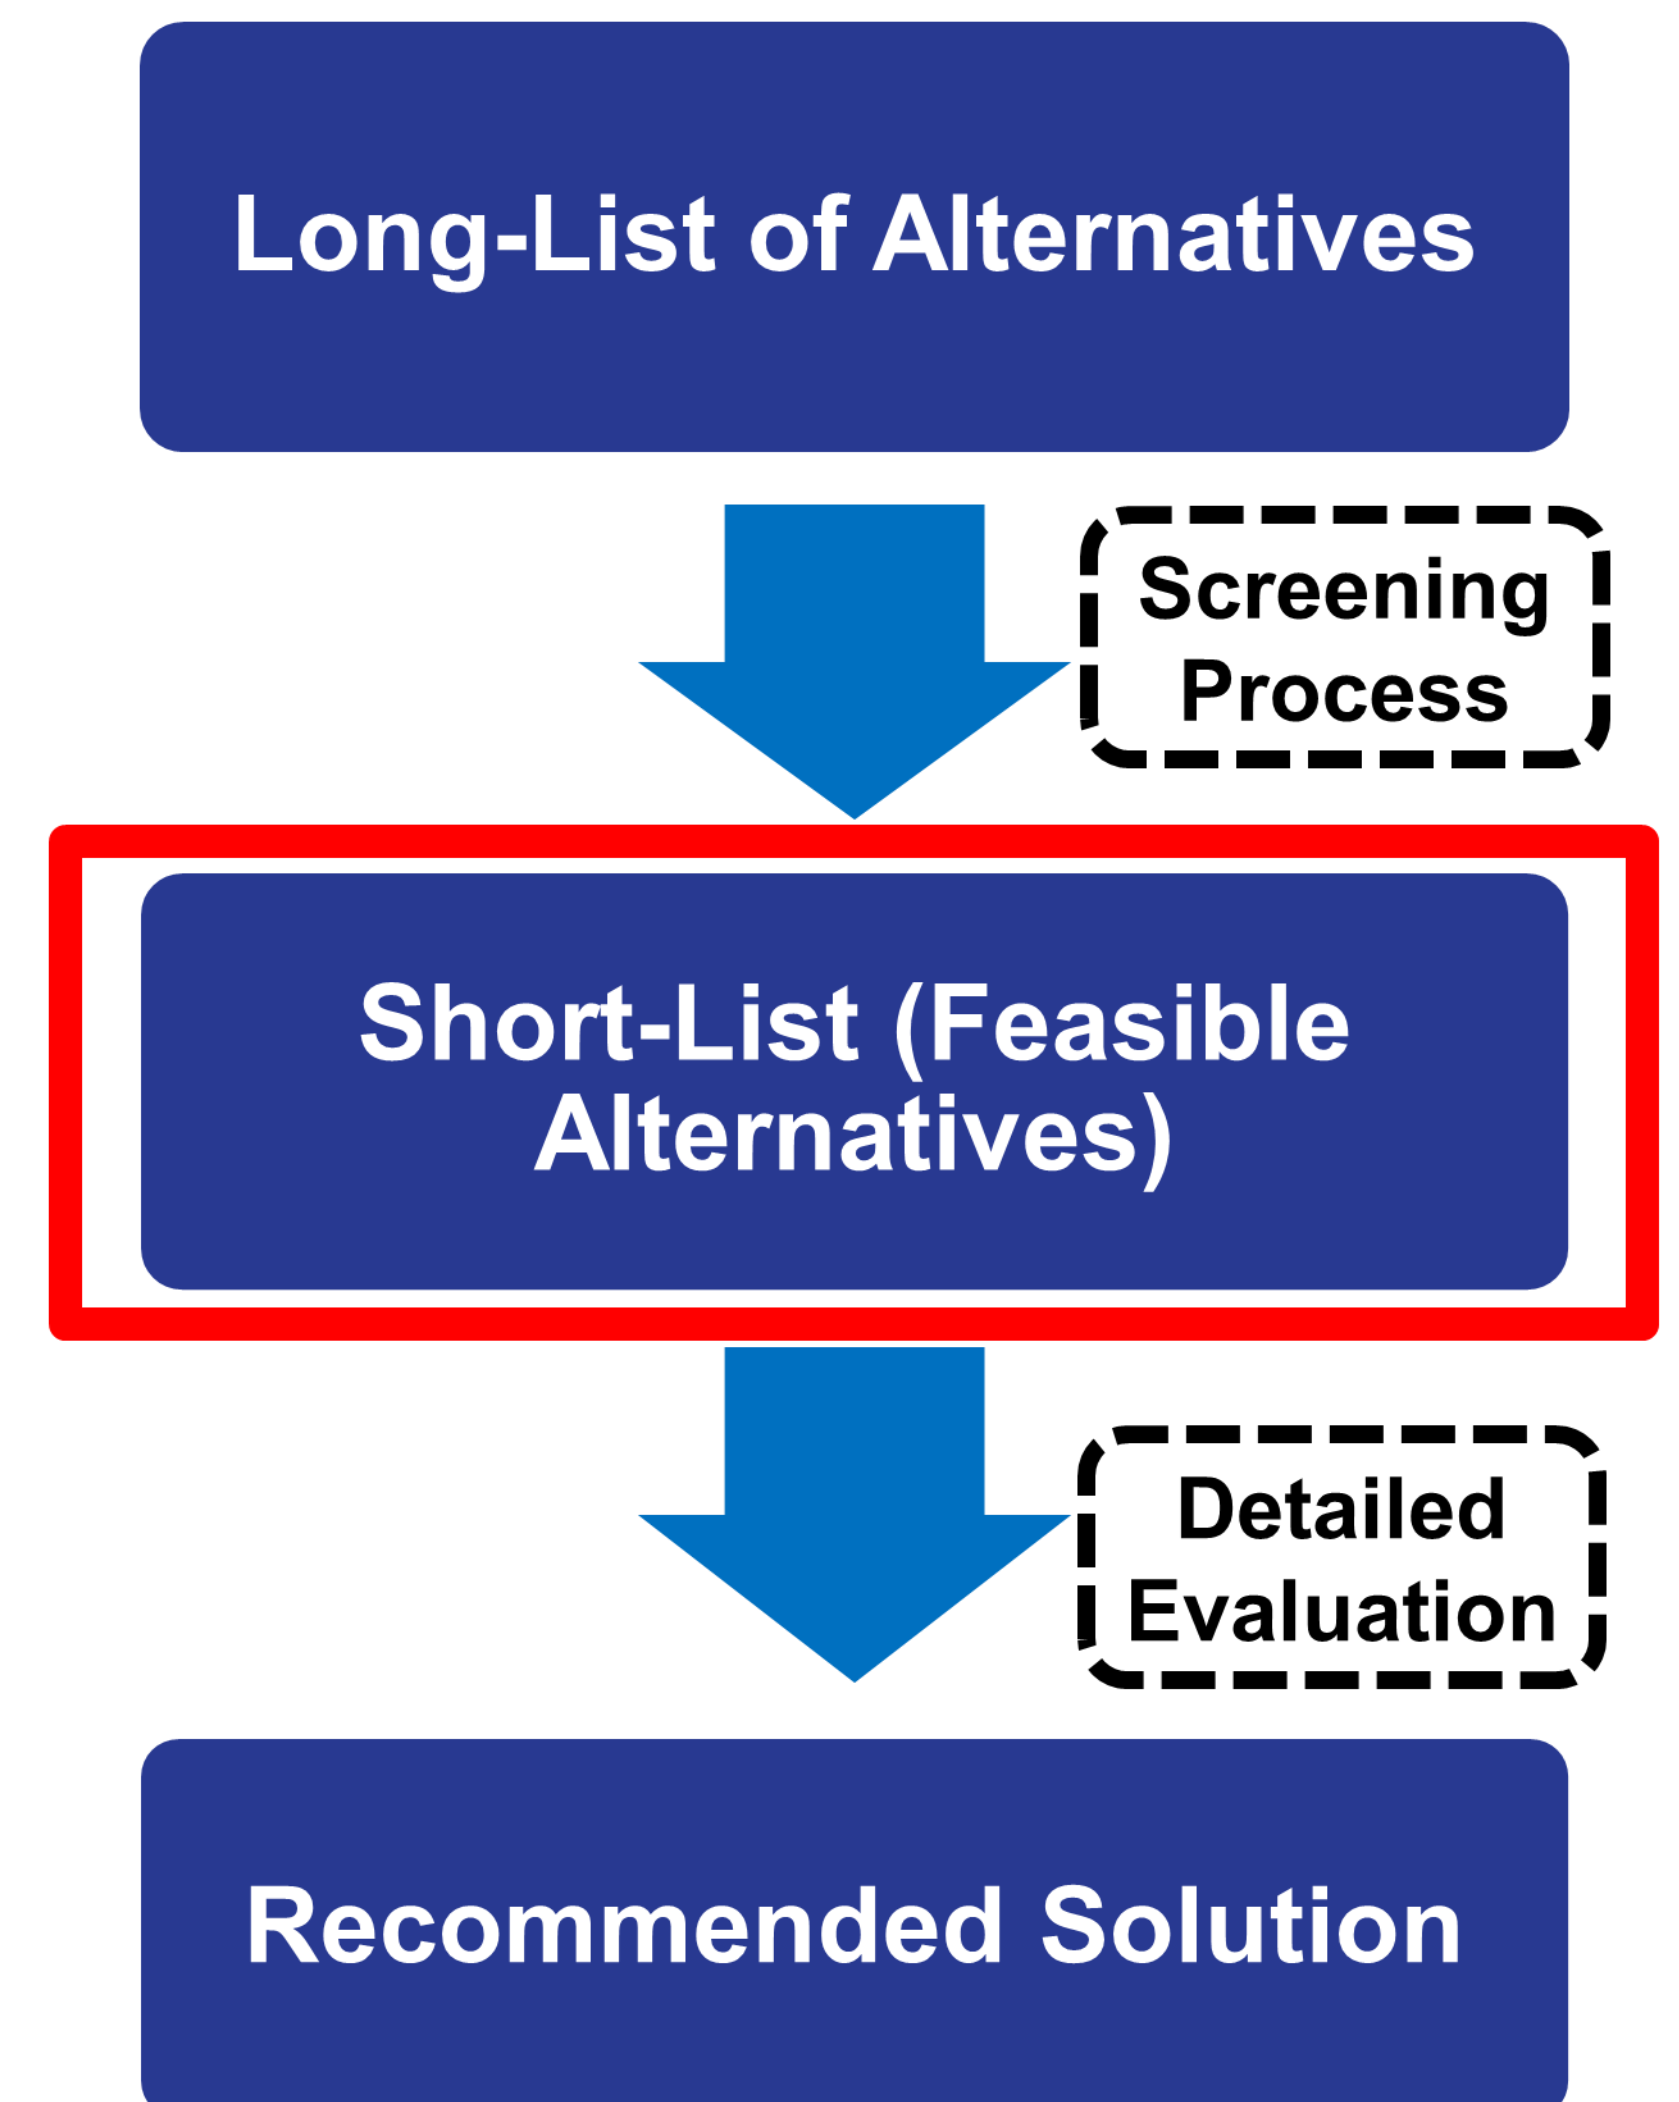 Long-List of Alternatives
Screening
Process
Short-List (Feasible
Alternatives)
Detailed
Evaluation
Recommended Solution